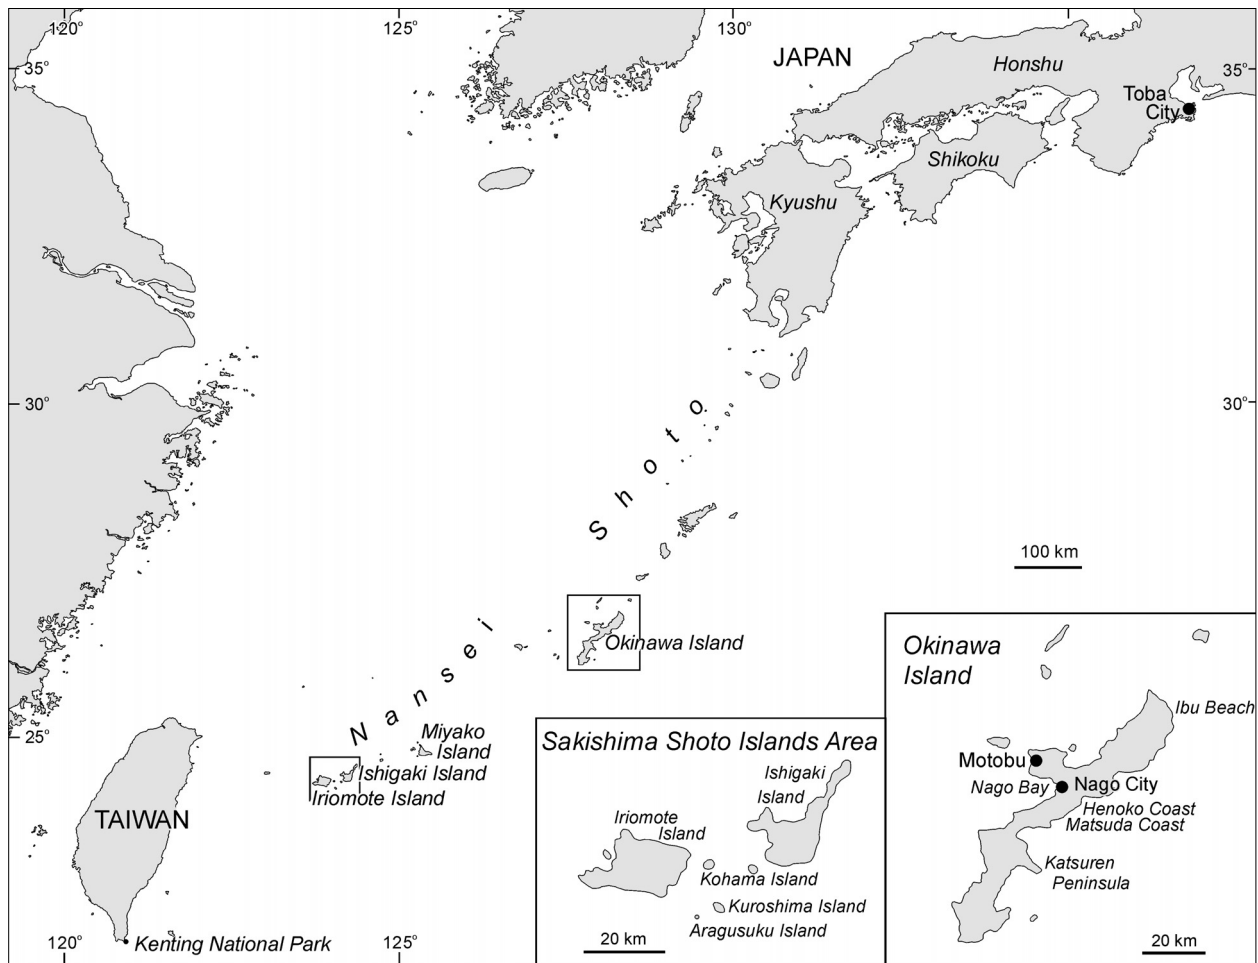 120°
125°
130°
35°
JAPAN
Honshu
35°
Toba
City
Shikoku
Kyushu
30°
30°
Nansei Shoto
100 km
Okinawa Island
Miyako
Island
Ishigaki Island
Iriomote Island
25°
TAIWAN
Kenting National Park
120°
125°
Sakishima Shoto Islands Area
Ishigaki
Island
Iriomote
Island
Kohama Island
Kuroshima Island
Aragusuku Island
20 km
Okinawa
Island
Ibu Beach
Motobu
Nago Bay
Nago City
Henoko Coast
Matsuda Coast
Katsuren
Peninsula
20 km